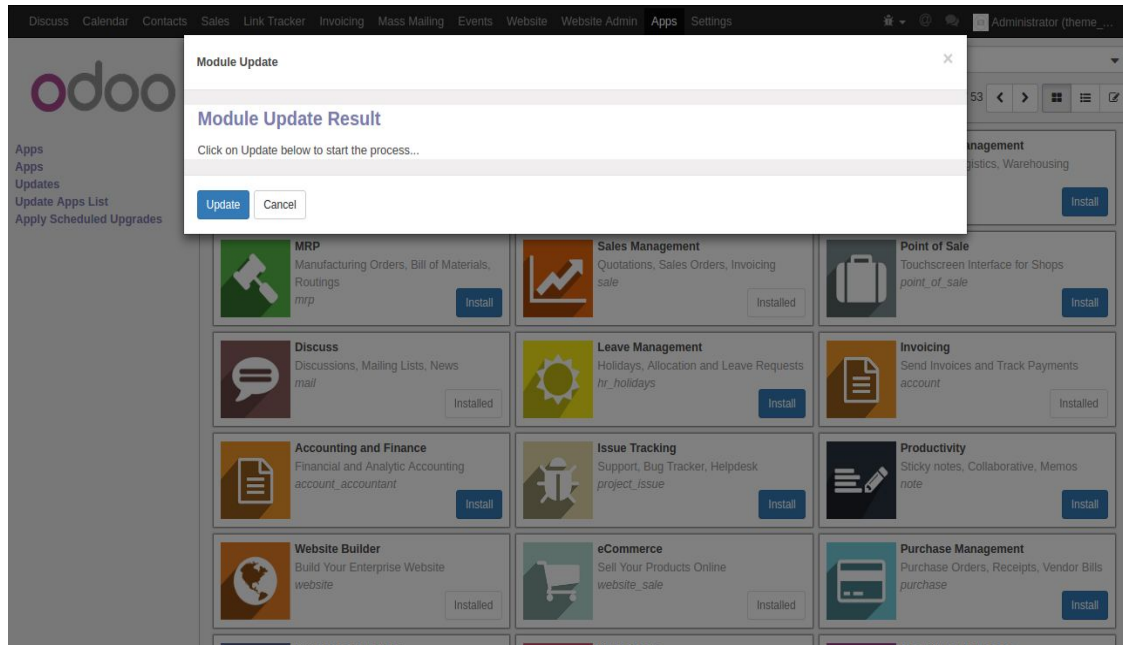 Discuss Calendar Contacts Sales Link Tracker Invoicing Mass Mailing Events Website Website Admin Apps Settings @ Administrator (theme_...
Module Update ×
odoo
53
Module Update Result
Click on Update below to start the process...
Update Cancel
Apps
Apps
Updates
Update Apps List
Apply Scheduled Upgrades
anagement
gistics, Warehousing
Install
MRP
Manufacturing Orders, Bill of Materials,
Routings
mrp
Install
Sales Management
Quotations, Sales Orders, Invoicing
sale
Installed
Point of Sale
Touchscreen Interface for Shops
point_of_sale
Install
Discuss
Discussions, Mailing Lists, News
mail
Installed
Leave Management
Holidays, Allocation and Leave Requests
hr_holidays
Install
Invoicing
Send Invoices and Track Payments
account
Installed
Accounting and Finance
Financial and Analytic Accounting
account_accountant
Install
Issue Tracking
Support, Bug Tracker, Helpdesk
project_issue
Install
Productivity
Sticky notes, Collaborative, Memos
note
Install
Website Builder
Build Your Enterprise Website
website
Installed
eCommerce
Sell Your Products Online
website_sale
Installed
Purchase Management
Purchase Orders, Receipts, Vendor Bills
purchase
Install